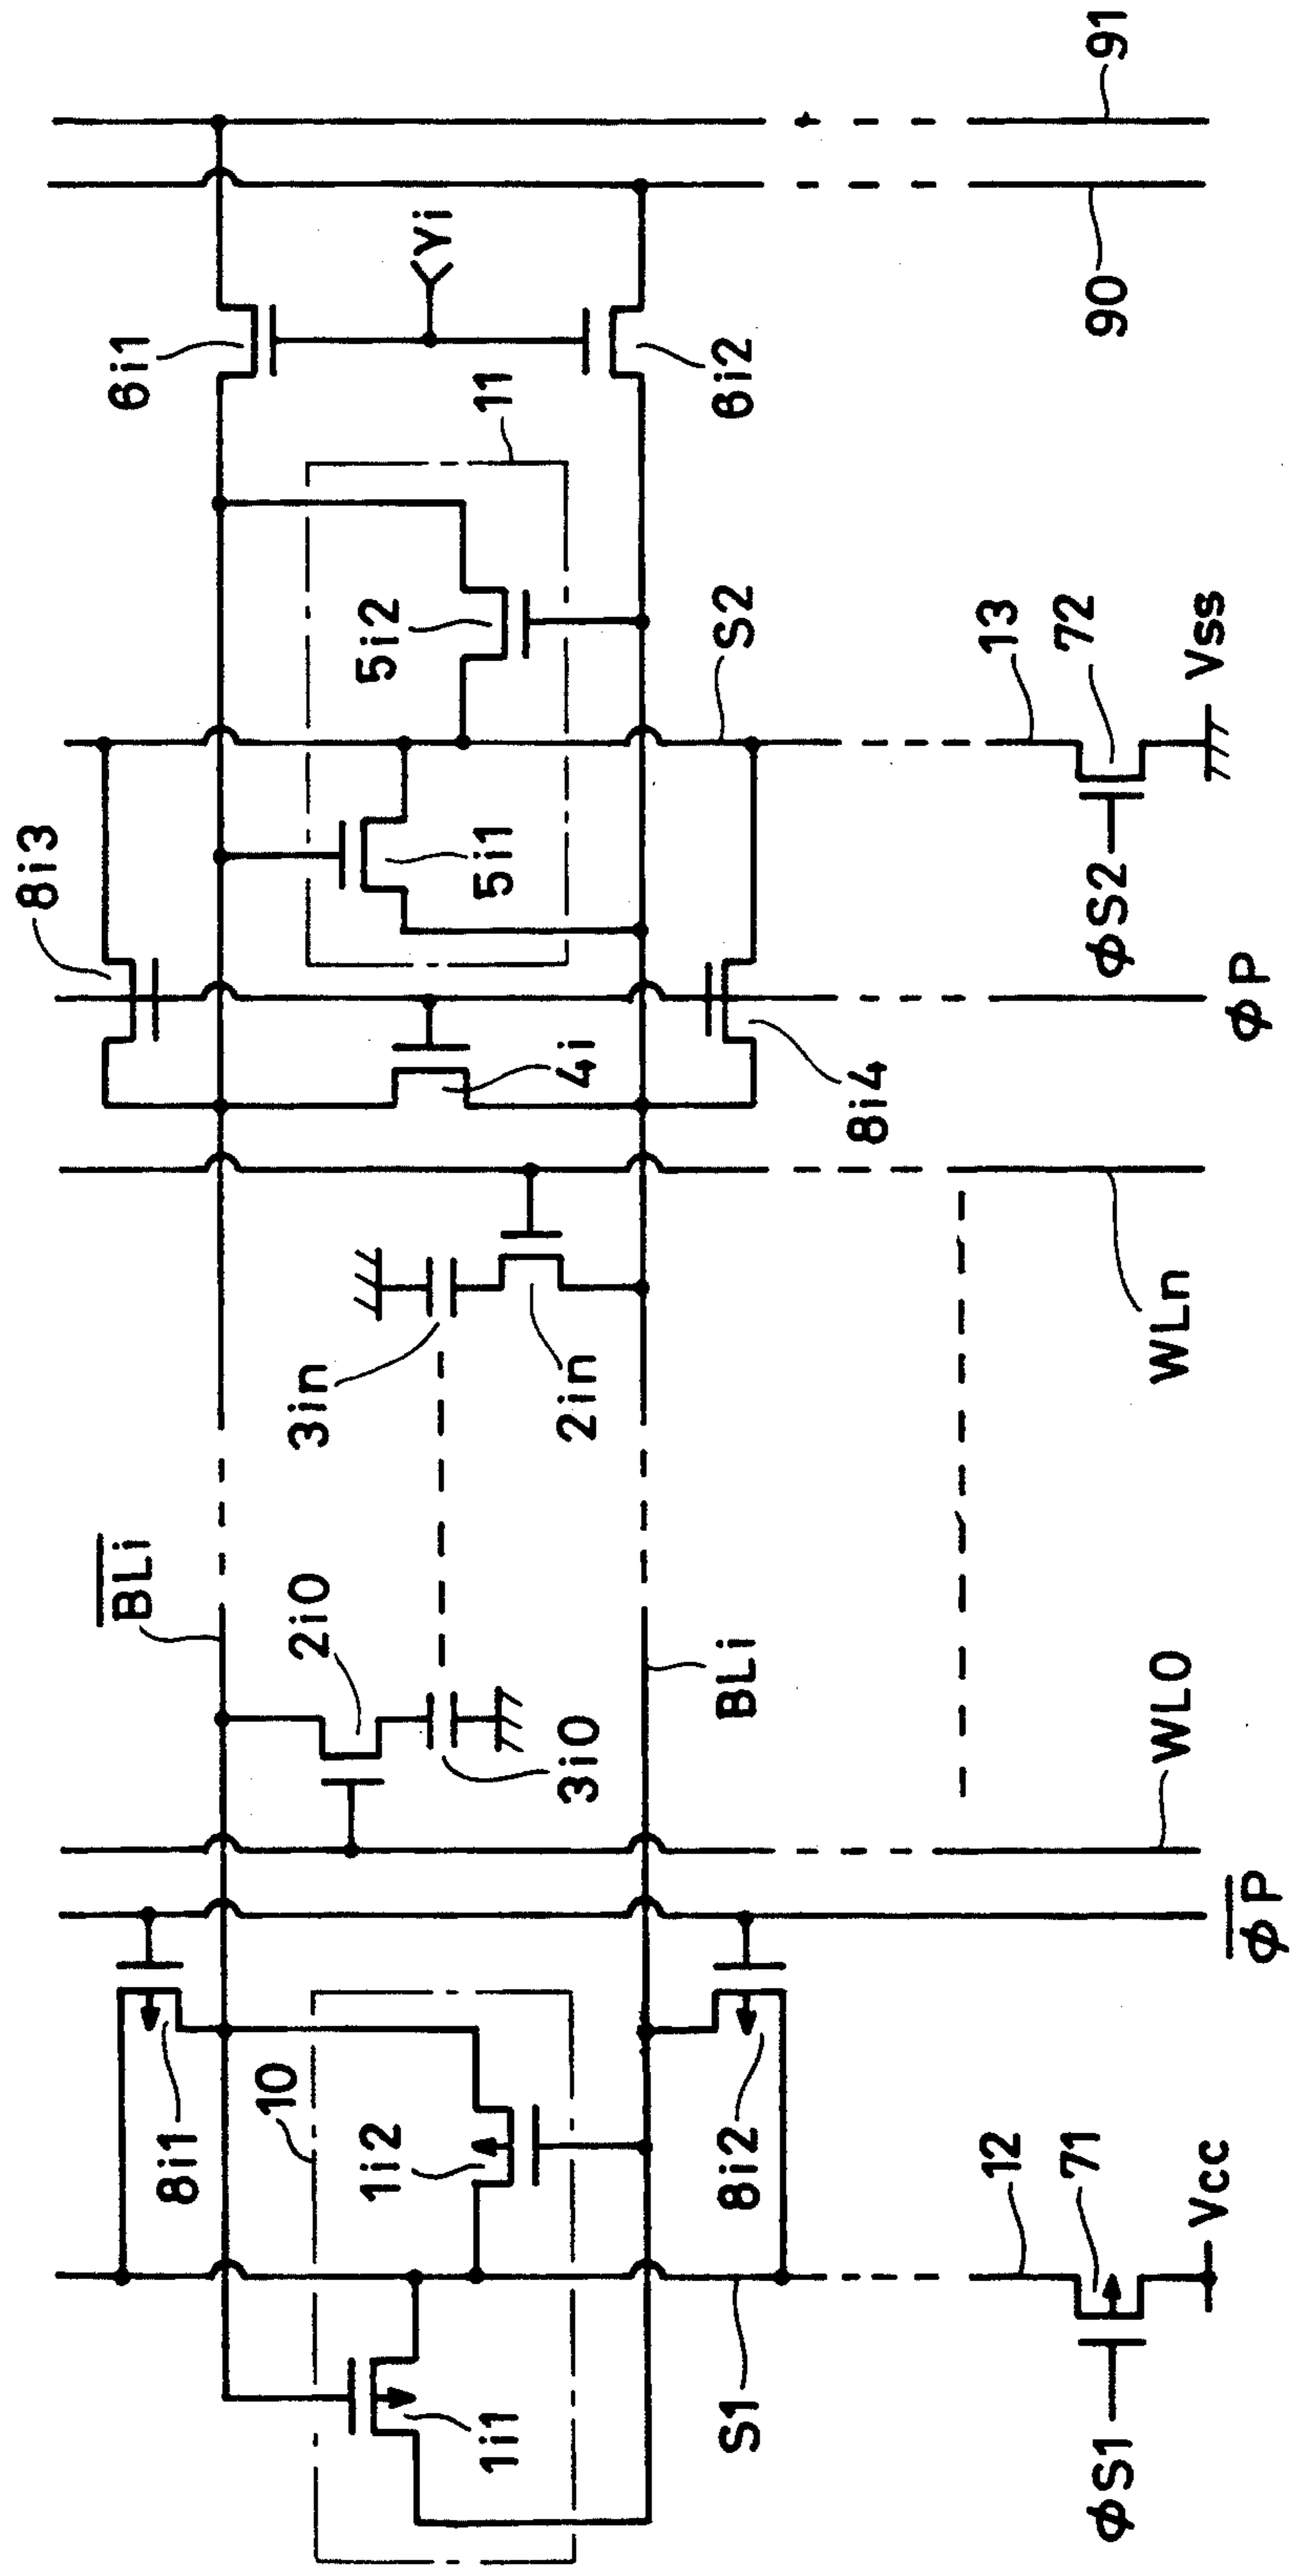 8i1
10
1i2
1i1
8i2
S1
12
71
Vcc
φS1
φP
WL0
BLi
2i0
3i0
BLi
3in
2in
WLn
8i3
4i
8i4
5i1
5i2
11
S2
13
72
Vss
φS2
φP
6i1
6i2
Yi
90
91